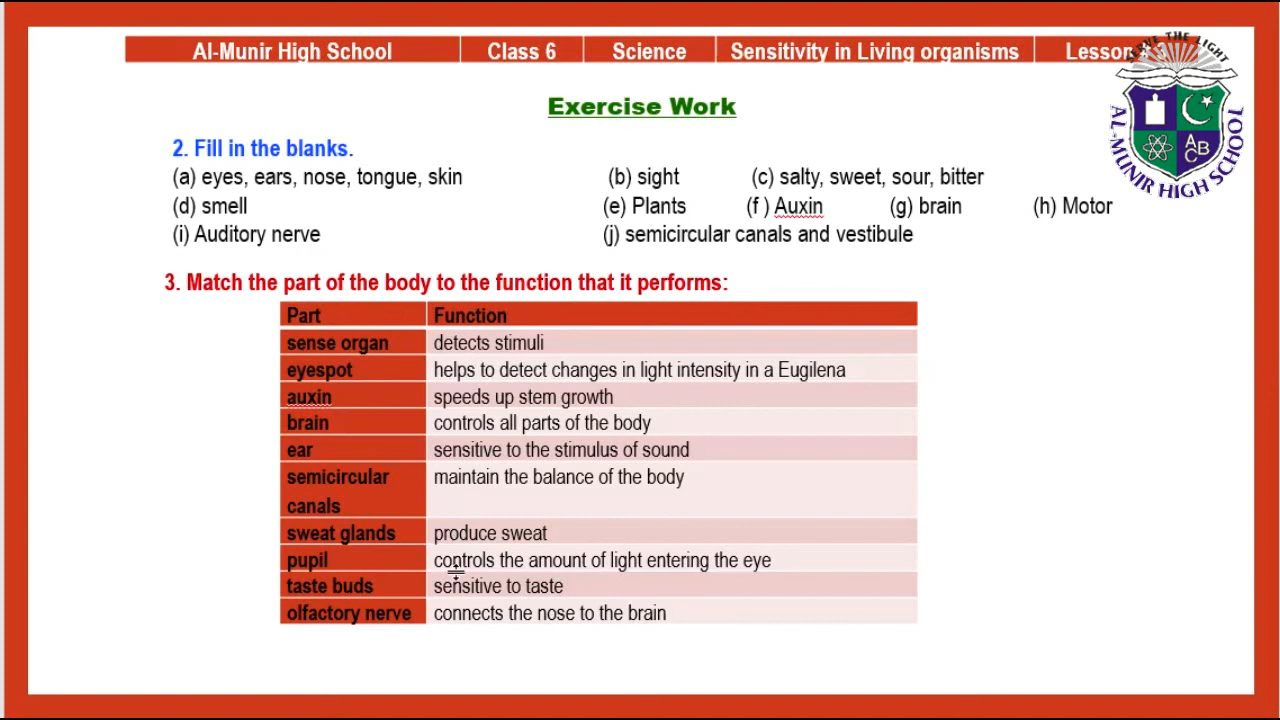 Al-Munir High School Class 6 Science Sensitivity in Living organisms Lesson
SERVE THE LIGHT
AL-MUNIR HIGH SCHOOL
A B C
Exercise Work
2. Fill in the blanks.
(a) eyes, ears, nose, tongue, skin (b) sight (c) salty, sweet, sour, bitter
(d) smell (e) Plants (f ) Auxin (g) brain (h) Motor
(i) Auditory nerve (j) semicircular canals and vestibule
3. Match the part of the body to the function that it performs:
Part Function
sense organ detects stimuli
eyespot helps to detect changes in light intensity in a Eugilena
auxin speeds up stem growth
brain controls all parts of the body
ear sensitive to the stimulus of sound
semicircular maintain the balance of the body
canals
sweat glands produce sweat
pupil controls the amount of light entering the eye
taste buds sensitive to taste
olfactory nerve connects the nose to the brain